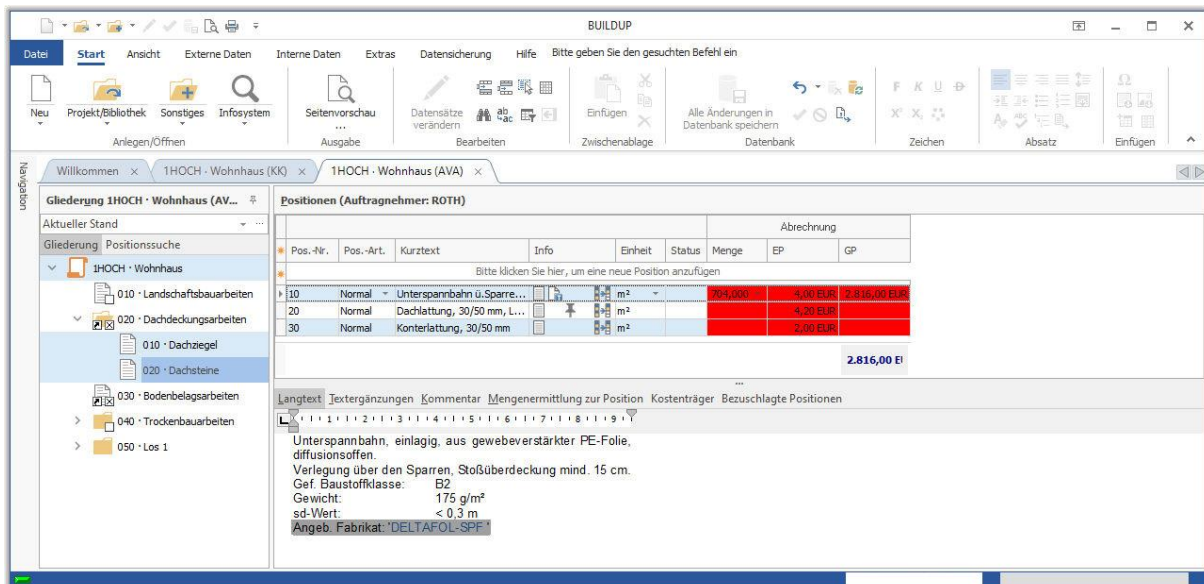 BUILDUP
Datei Start Ansicht Externe Daten Interne Daten Extras Datensicherung Hilfe Bitte geben Sie den gesuchten Befehl ein
Neu Projekt/Bibliothek Sonstiges Infosystem Seitenvorschau ... Datensätze verändern Einfügen Alle Änderungen in Datenbank speichern
Anlegen/Öffnen Ausgabe Bearbeiten Zwischenablage Datenbank Zeichen Absatz Einfügen
Navigation
Willkommen × 1HOCH · Wohnhaus (KK) × 1HOCH · Wohnhaus (AVA) ×
Gliederung 1HOCH · Wohnhaus (AV...
Aktueller Stand
Gliederung Positionssuche
1HOCH · Wohnhaus
010 · Landschaftsbauarbeiten
020 · Dachdeckungsarbeiten
010 · Dachziegel
020 · Dachsteine
030 · Bodenbelagsarbeiten
040 · Trockenbauarbeiten
050 · Los 1
Positionen (Auftragnehmer: ROTH)
Abrechnung
Pos.-Nr. Pos.-Art. Kurztext Info Einheit Status Menge EP GP
Bitte klicken Sie hier, um eine neue Position anzufügen
10 Normal Unterspannbahn ü.Sparre... m² 704,000 4,00 EUR 2.816,00 EUR
20 Normal Dachlattung, 30/50 mm, L... m² 4,20 EUR
30 Normal Konterlattung, 30/50 mm m² 2,00 EUR
2.816,00 E
Langtext Textergänzungen Kommentar Mengenermittlung zur Position Kostenträger Bezuschlagte Positionen
1 2 3 4 5 6 7 8 9
Unterspannbahn, einlagig, aus gewebeverstärkter PE-Folie,
diffusionsoffen.
Verlegung über den Sparren, Stoßüberdeckung mind. 15 cm.
Gef. Baustoffklasse: B2
Gewicht: 175 g/m²
sd-Wert: < 0,3 m
Angeb. Fabrikat: 'DELTAFOL-SPF '